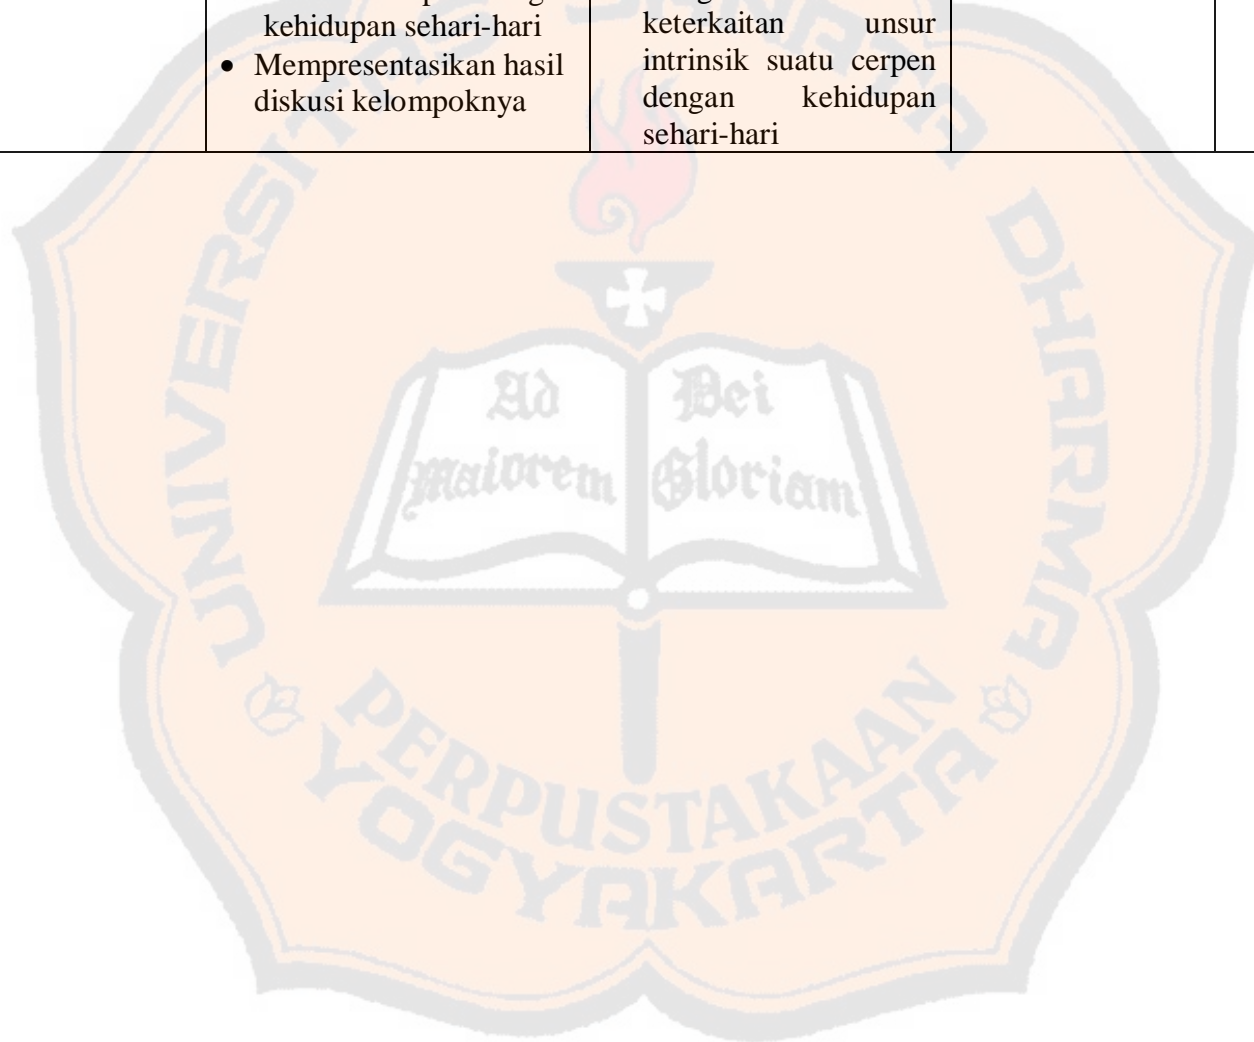 kehidupan sehari-hari
• Mempresentasikan hasil
diskusi kelompoknya
keterkaitan unsur
intrinsik suatu cerpen
dengan kehidupan
sehari-hari
UNIVERSITAS SANATA DHARMA
Ad
Maiorem
Dei
Gloriam
PERPUSTAKAAN
YOGYAKARTA